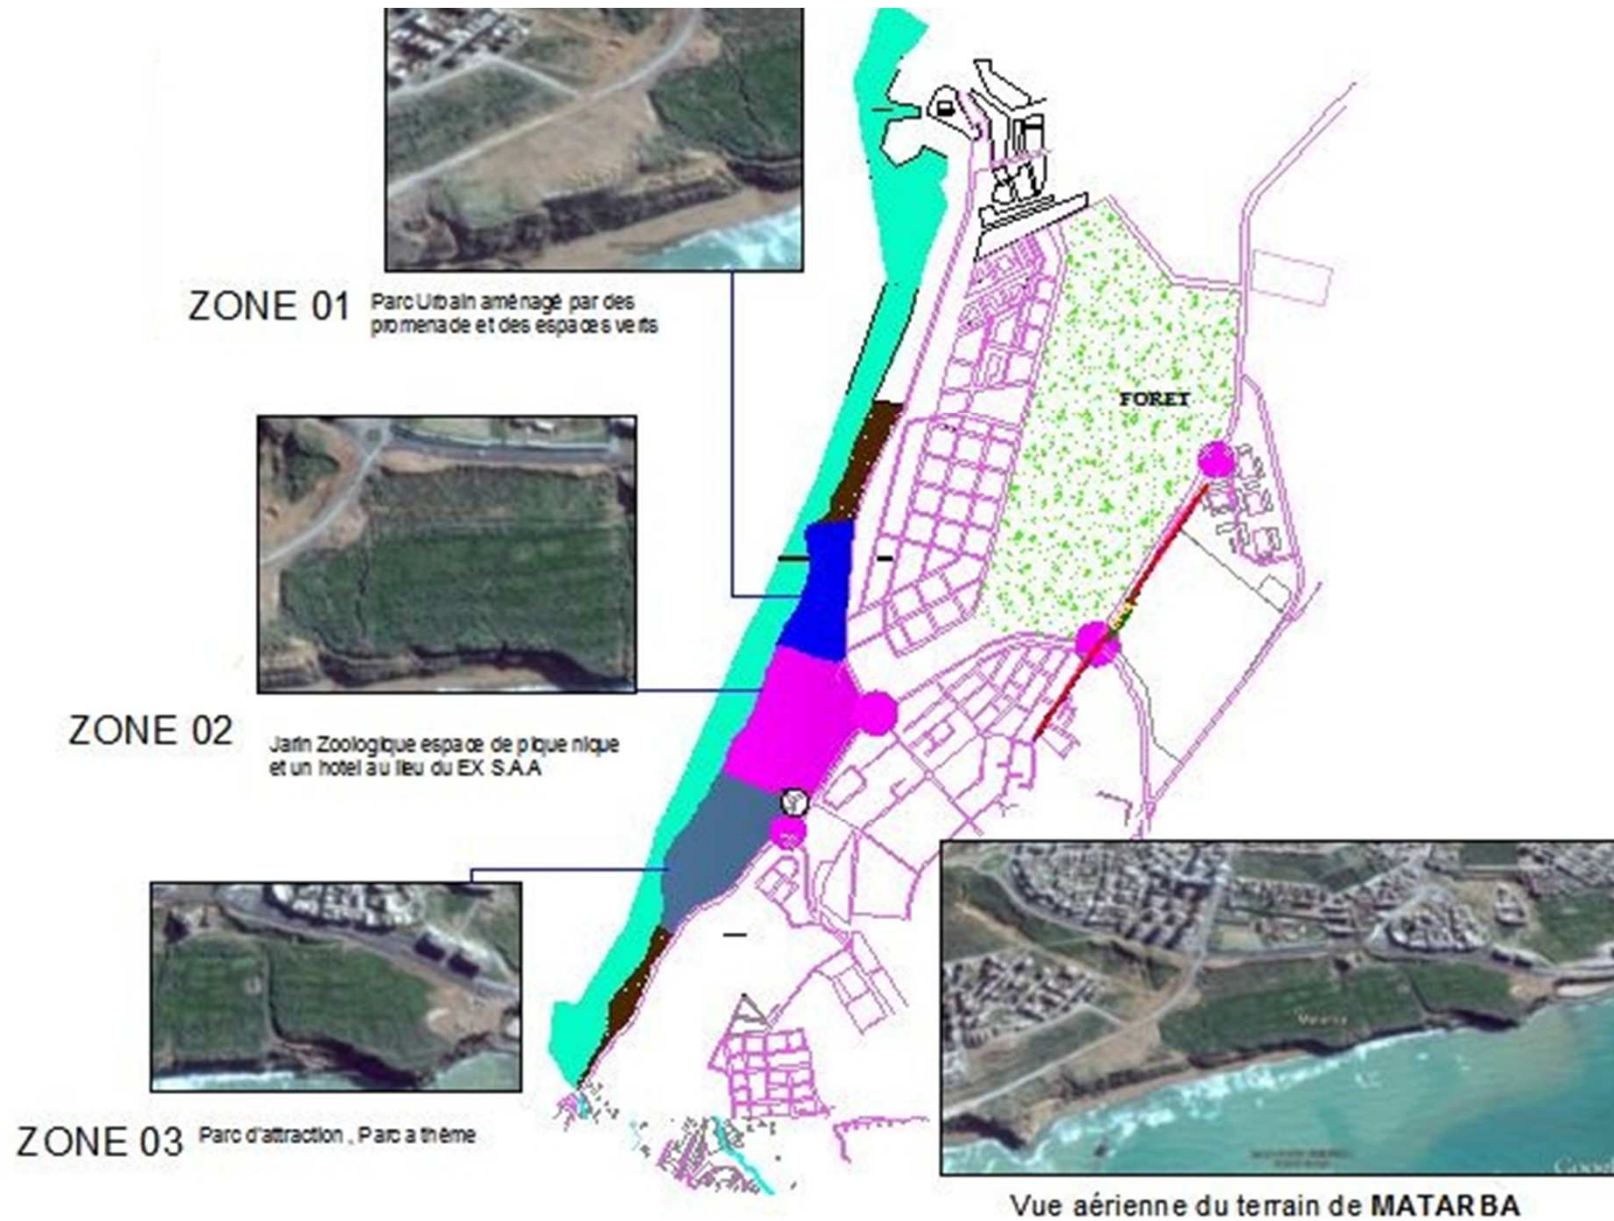 ZONE 01
Parc Urbain aménagé par des
promenade et des espaces verts
FORET
ZONE 02
Jarin Zoologique espace de pique nique
et un hotel au lieu du EX S.A.A
ZONE 03
Parc d'attraction , Parc a thème
Matarba
Google
Vue aérienne du terrain de MATARBA